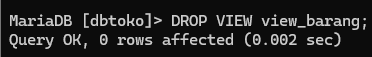 MariaDB [dbtoko]> DROP VIEW view_barang;
Query OK, 0 rows affected (0.002 sec)